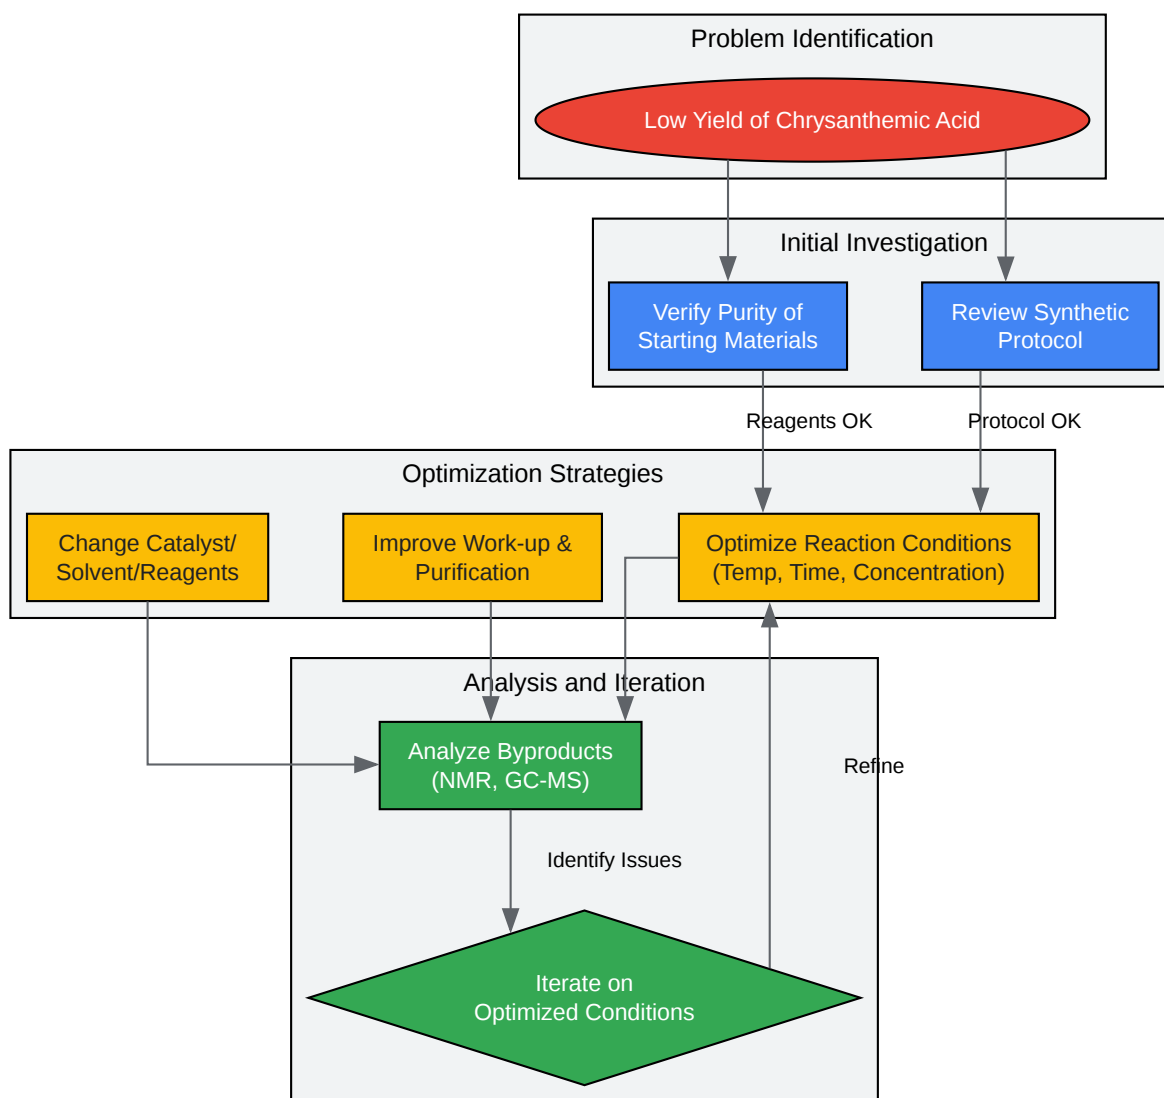 Problem Identification
Low Yield of Chrysanthemic Acid
Initial Investigation
Verify Purity of
Starting Materials
Review Synthetic
Protocol
Reagents OK
Protocol OK
Optimization Strategies
Change Catalyst/
Solvent/Reagents
Improve Work-up &
Purification
Optimize Reaction Conditions
(Temp, Time, Concentration)
Analysis and Iteration
Analyze Byproducts
(NMR, GC-MS)
Refine
Identify Issues
Iterate on
Optimized Conditions